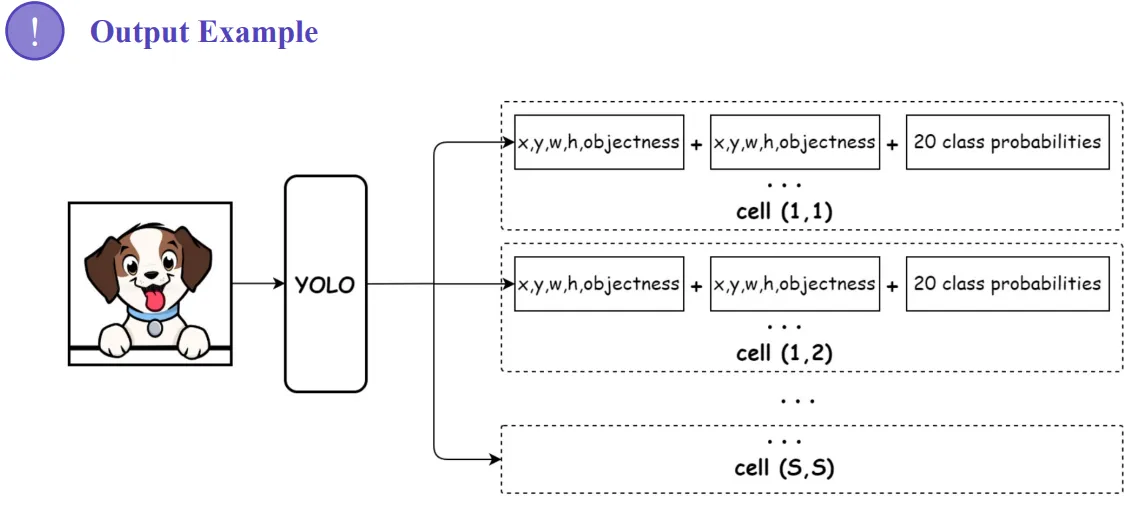 ! Output Example
x,y,w,h,objectness + x,y,w,h,objectness + 20 class probabilities
...
cell (1,1)
YOLO
x,y,w,h,objectness + x,y,w,h,objectness + 20 class probabilities
...
cell (1,2)
...
...
cell (S,S)